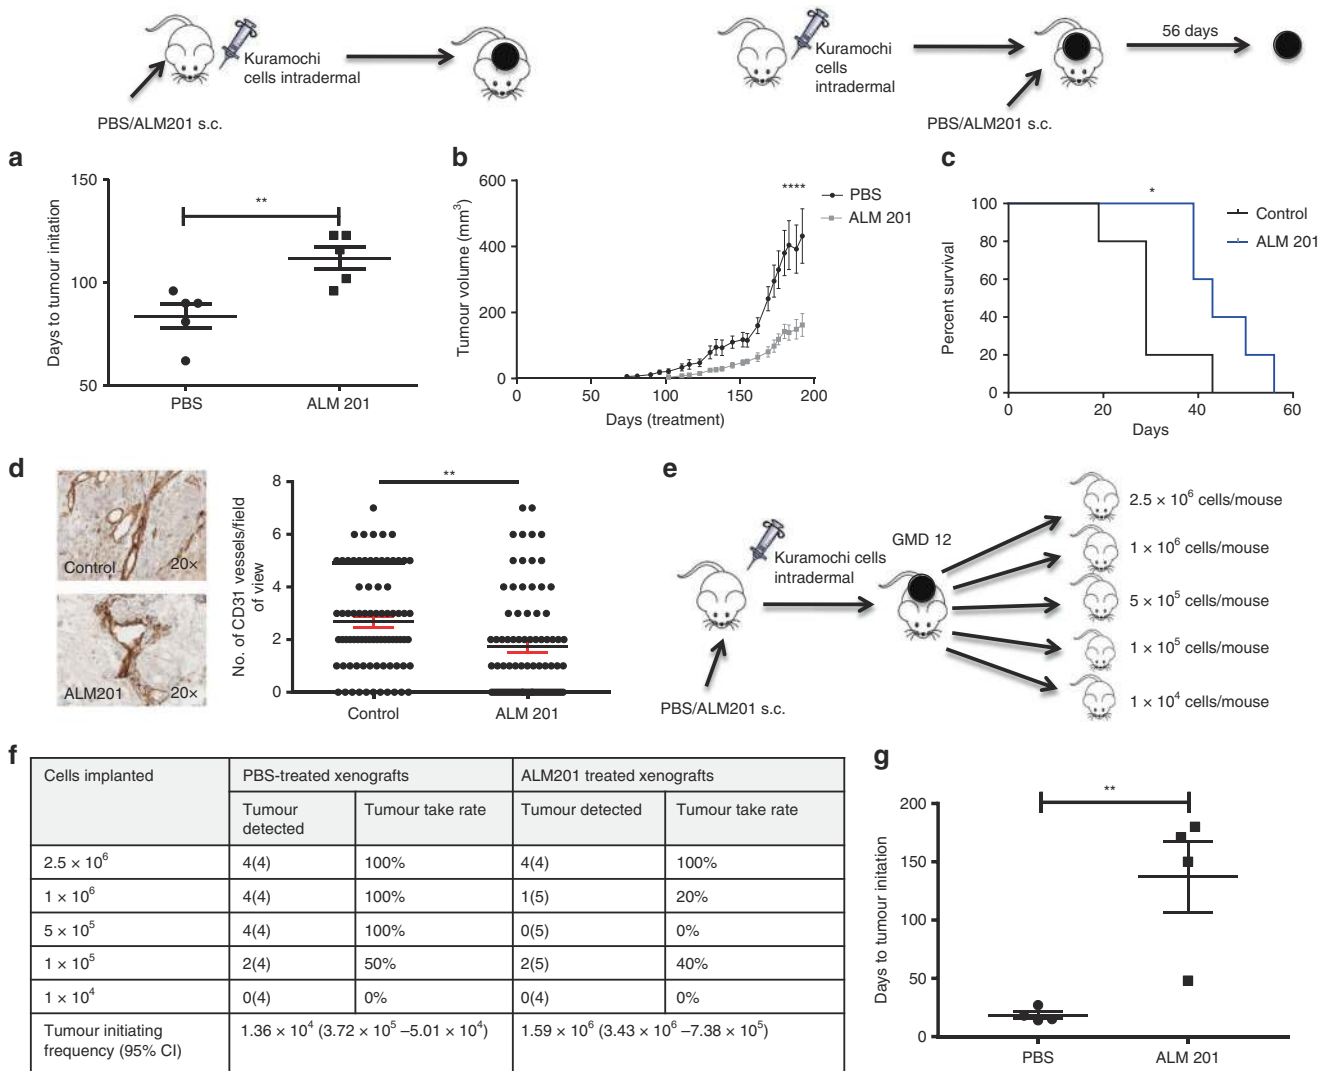 Kuramochi
cells intradermal
PBS/ALM201 s.c.
Kuramochi
cells
intradermal
56 days
PBS/ALM201 s.c.
a
Days to tumour initation
150
100
50
**
PBS
ALM 201
b
Tumour volume (mm³)
600
400
200
0
****
PBS
ALM 201
0
50
100
150
200
Days (treatment)
c
Percent survival
100
80
60
40
20
0
*
Control
ALM 201
0
20
40
60
Days
d
Control
20×
ALM201
20×
No. of CD31 vessels/field
of view
8
6
4
2
0
**
Control
ALM 201
e
Kuramochi cells
intradermal
GMD 12
PBS/ALM201 s.c.
2.5 × 10⁶ cells/mouse
1 × 10⁶ cells/mouse
5 × 10⁵ cells/mouse
1 × 10⁵ cells/mouse
1 × 10⁴ cells/mouse
f
Cells implanted
PBS-treated xenografts
ALM201 treated xenografts
Tumour
detected
Tumour take rate
Tumour detected
Tumour take rate
2.5 × 10⁶ 4(4) 100% 4(4) 100%
1 × 10⁶ 4(4) 100% 1(5) 20%
5 × 10⁵ 4(4) 100% 0(5) 0%
1 × 10⁵ 2(4) 50% 2(5) 40%
1 × 10⁴ 0(4) 0% 0(4) 0%
Tumour initiating
frequency (95% CI)
1.36 × 10⁴ (3.72 × 10⁵ –5.01 × 10⁴)
1.59 × 10⁶ (3.43 × 10⁶ –7.38 × 10⁵)
g
Days to tumour initation
200
150
100
50
0
**
PBS
ALM 201